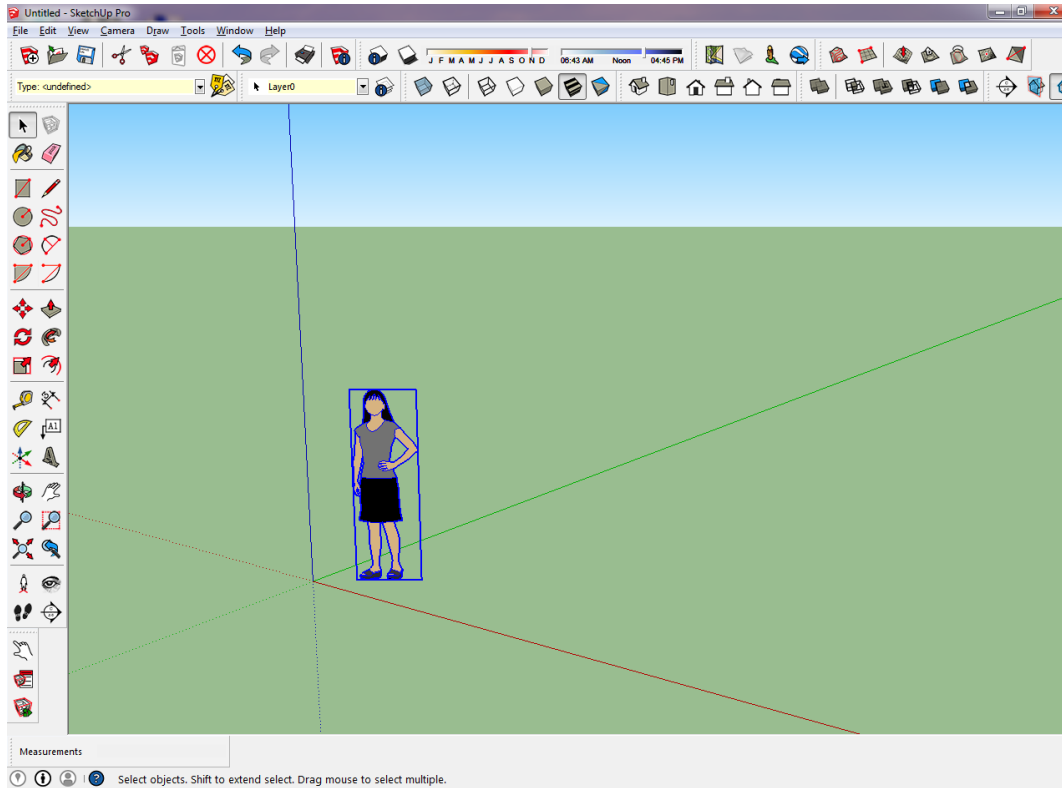 Untitled - SketchUp Pro
File Edit View Camera Draw Tools Window Help
J F M A M J J A S O N D 06:43 AM Noon 04:45 PM
Type: <undefined> Layer0
A1
Measurements
Select objects. Shift to extend select. Drag mouse to select multiple.